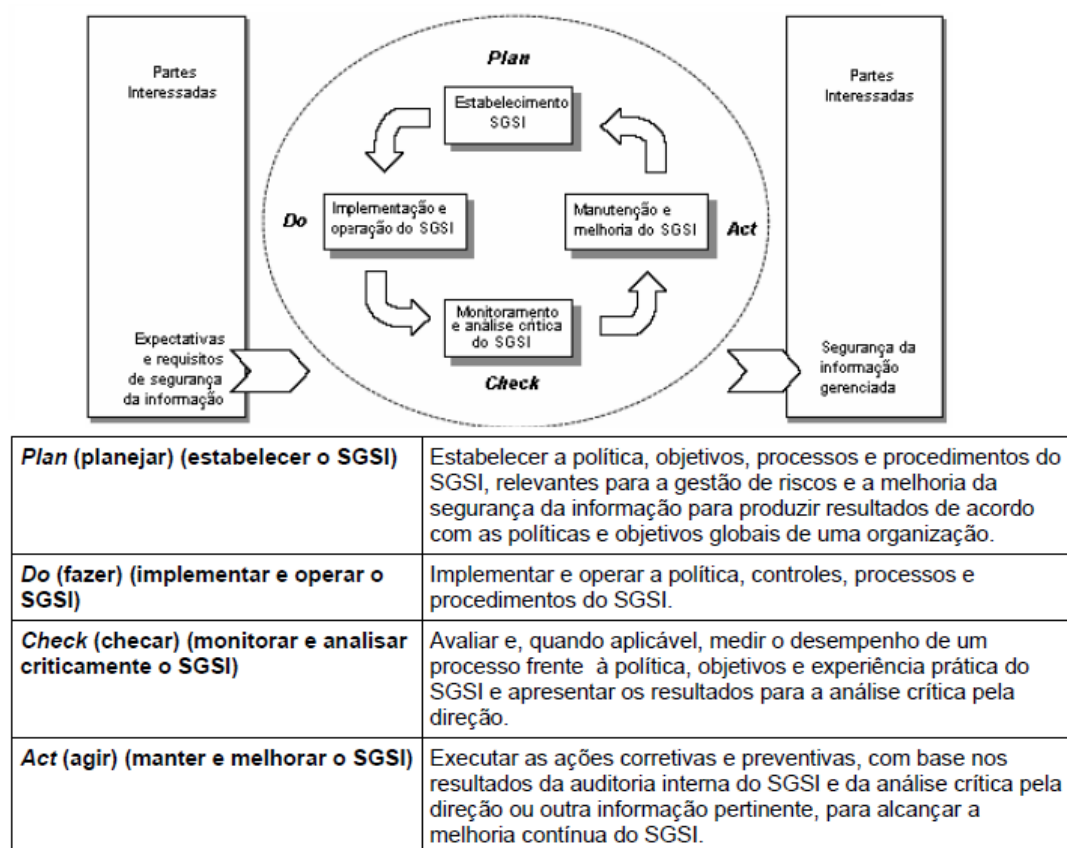 Partes
Interessadas
Expectativas
e requisitos
de segurança
da informação
Plan
Estabelecimento
SGSI
Do
Implementação e
operação do SGSI
Manutenção e
melhoria do SGSI
Act
Monitoramento
e análise crítica
do SGSI
Check
Partes
Interessadas
Segurança da
informação
gerenciada
Plan (planejar) (estabelecer o SGSI)
Estabelecer a política, objetivos, processos e procedimentos do
SGSI, relevantes para a gestão de riscos e a melhoria da
segurança da informação para produzir resultados de acordo
com as políticas e objetivos globais de uma organização.
Do (fazer) (implementar e operar o
SGSI)
Implementar e operar a política, controles, processos e
procedimentos do SGSI.
Check (checar) (monitorar e analisar
criticamente o SGSI)
Avaliar e, quando aplicável, medir o desempenho de um
processo frente à política, objetivos e experiência prática do
SGSI e apresentar os resultados para a análise crítica pela
direção.
Act (agir) (manter e melhorar o SGSI)
Executar as ações corretivas e preventivas, com base nos
resultados da auditoria interna do SGSI e da análise crítica pela
direção ou outra informação pertinente, para alcançar a
melhoria contínua do SGSI.